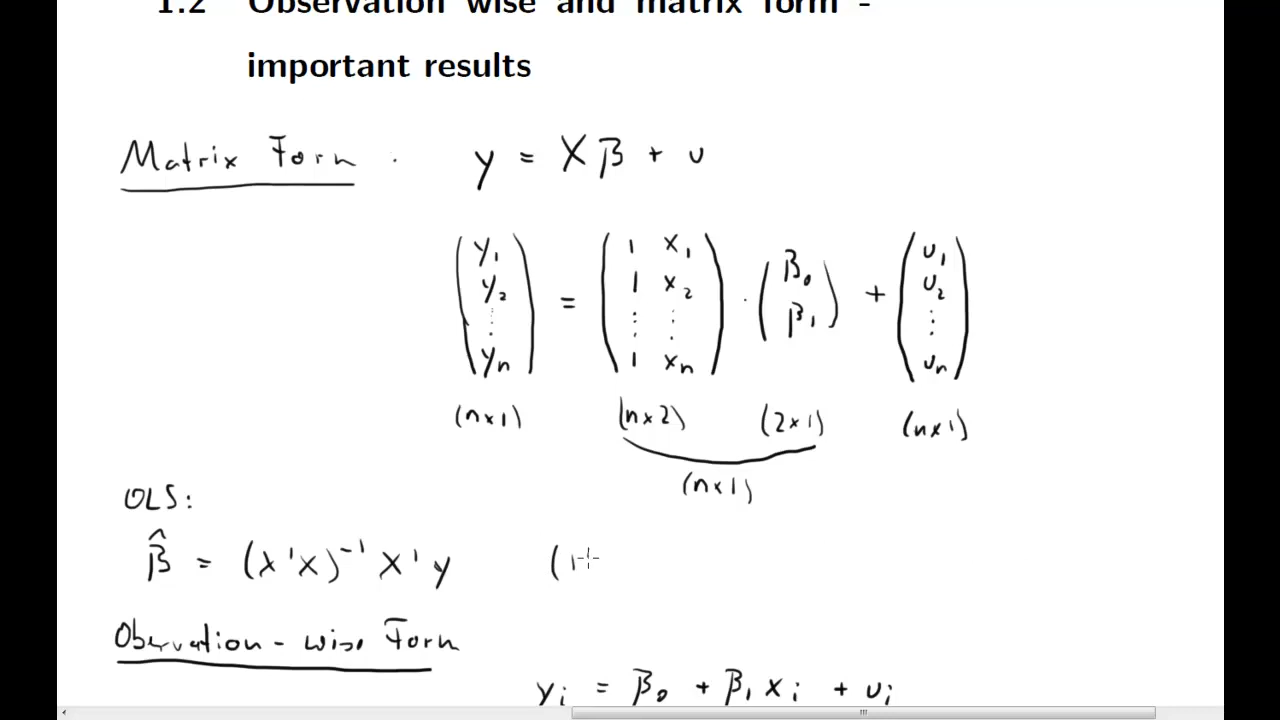 1.2 Observation wise and matrix form -
important results
Matrix Form . y = Xβ + u
(y₁ y₂ ⋮ yₙ) = (1 x₁ 1 x₂ ⋮ ⋮ 1 xₙ) · (β₀ β₁) + (u₁ u₂ ⋮ uₙ)
(n×1) (n×2) (2×1) (n×1)
(n×1)
OLS:
β̂ = (X'X)⁻¹ X'y (
Obervation - wise Form
yᵢ = β₀ + β₁ xᵢ + uᵢ